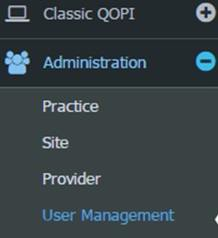 Classic QOPI
Administration
Practice
Site
Provider
User Management